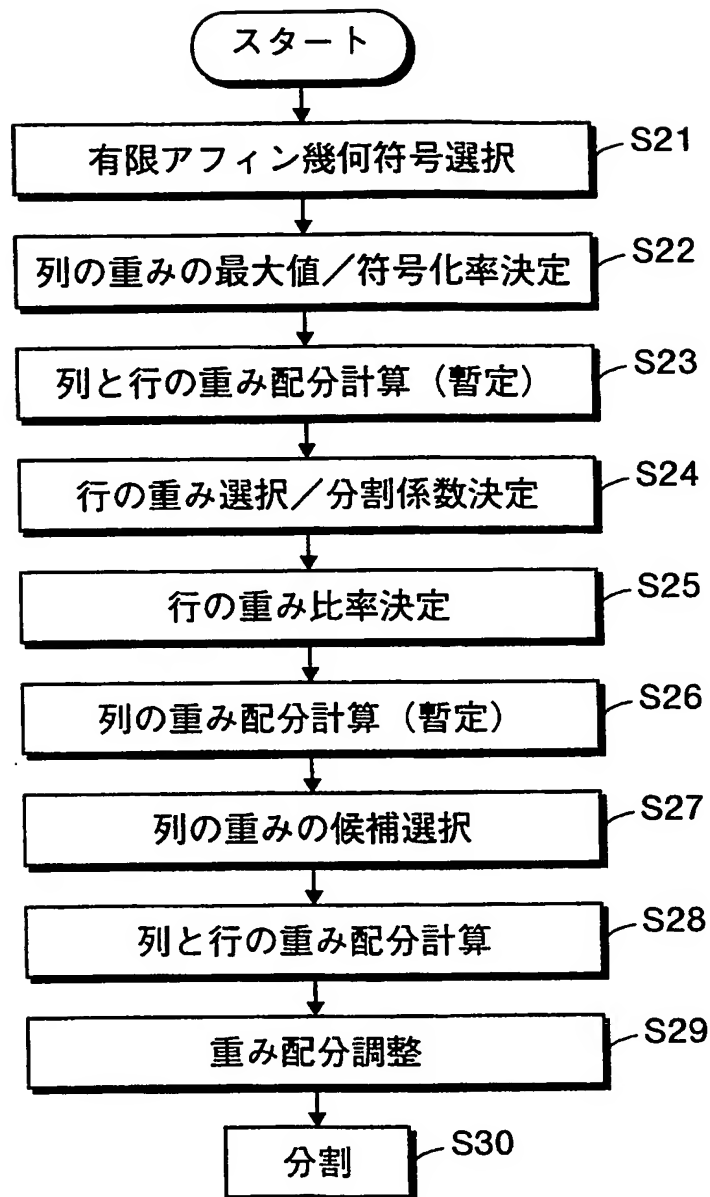 スタート
有限アフィン幾何符号選択
S21
列の重みの最大値／符号化率決定
S22
列と行の重み配分計算（暫定）
S23
行の重み選択／分割係数決定
S24
行の重み比率決定
S25
列の重み配分計算（暫定）
S26
列の重みの候補選択
S27
列と行の重み配分計算
S28
重み配分調整
S29
分割
S30